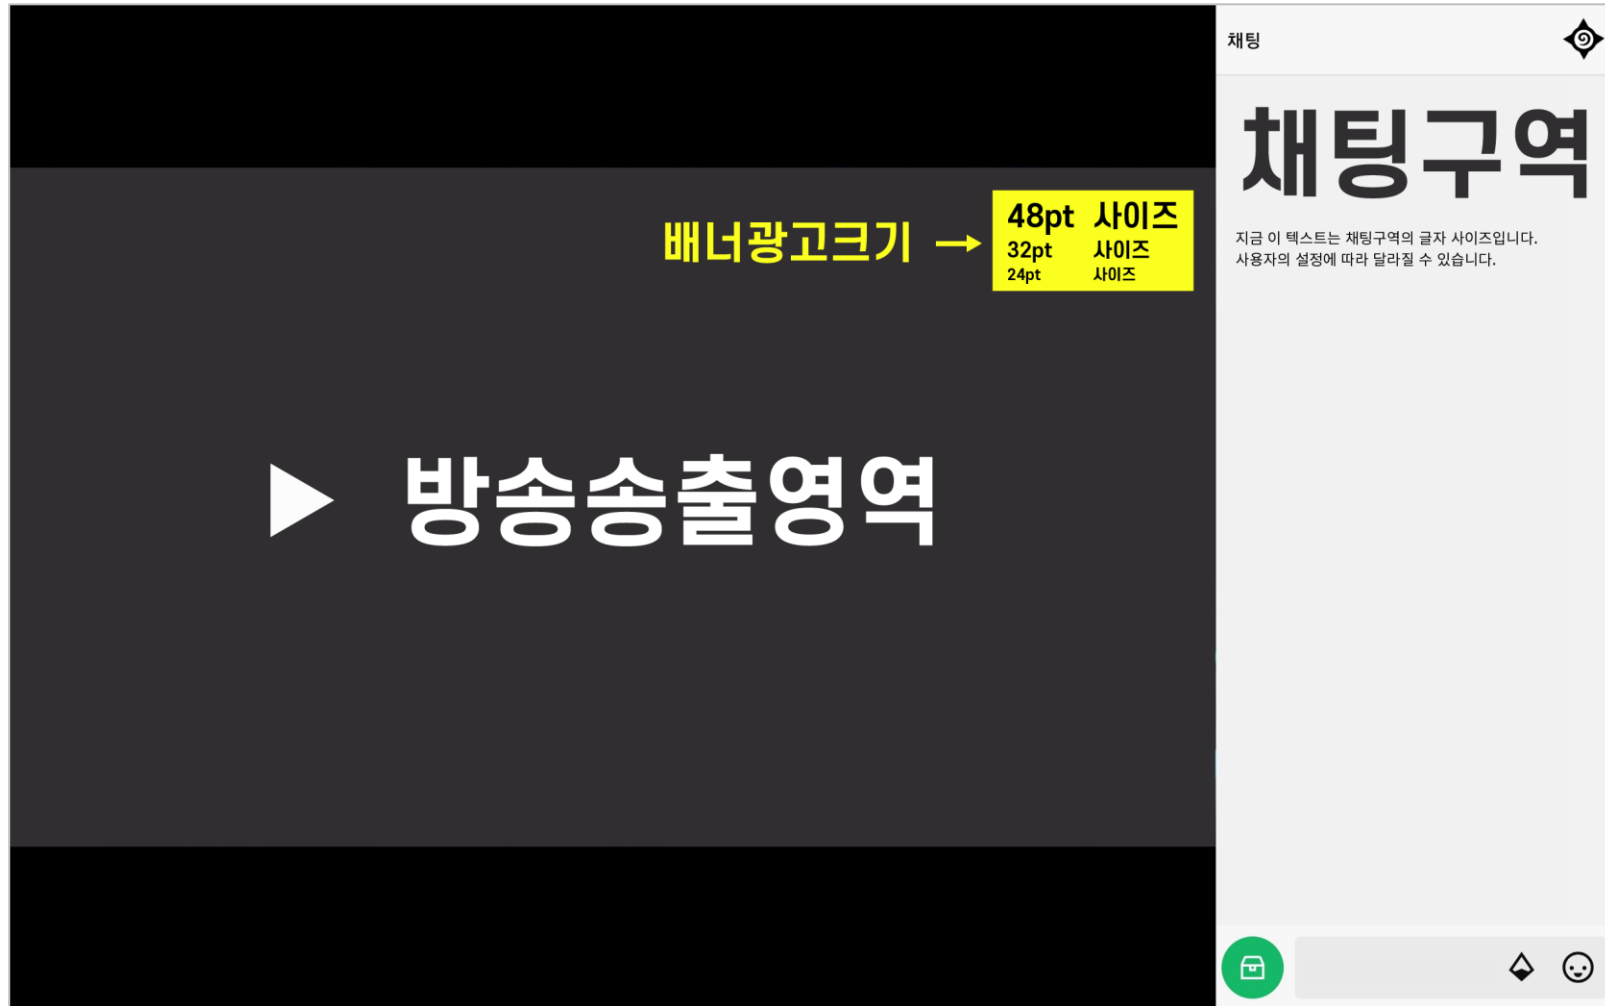 채팅
채팅구역
지금 이 텍스트는 채팅구역의 글자 사이즈입니다.
사용자의 설정에 따라 달라질 수 있습니다.
배너광고크기 →
48pt 사이즈
32pt 사이즈
24pt 사이즈
방송송출영역